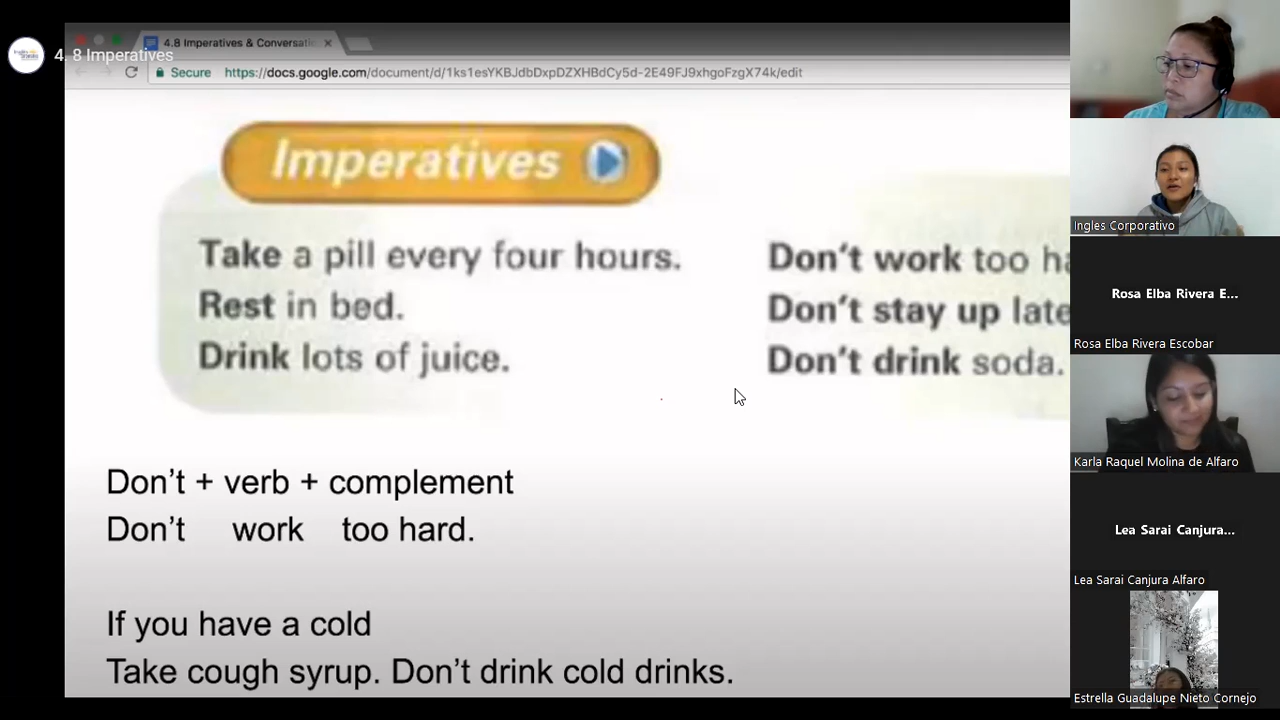 4. 8 Imperatives
4.8 Imperatives & Conversati
Secure https://docs.google.com/document/d/1ks1esYKBJdbDxpDZXHBdCy5d-2E49FJ9xhgoFzgX74k/edit
Imperatives
Take a pill every four hours.
Rest in bed.
Drink lots of juice.
Don't work too ha
Don't stay up late
Don't drink soda.
Don't + verb + complement
Don't work too hard.
If you have a cold
Take cough syrup. Don't drink cold drinks.
Ingles Corporativo
Rosa Elba Rivera E...
Rosa Elba Rivera Escobar
Karla Raquel Molina de Alfaro
Lea Sarai Canjura...
Lea Sarai Canjura Alfaro
Estrella Guadalupe Nieto Cornejo